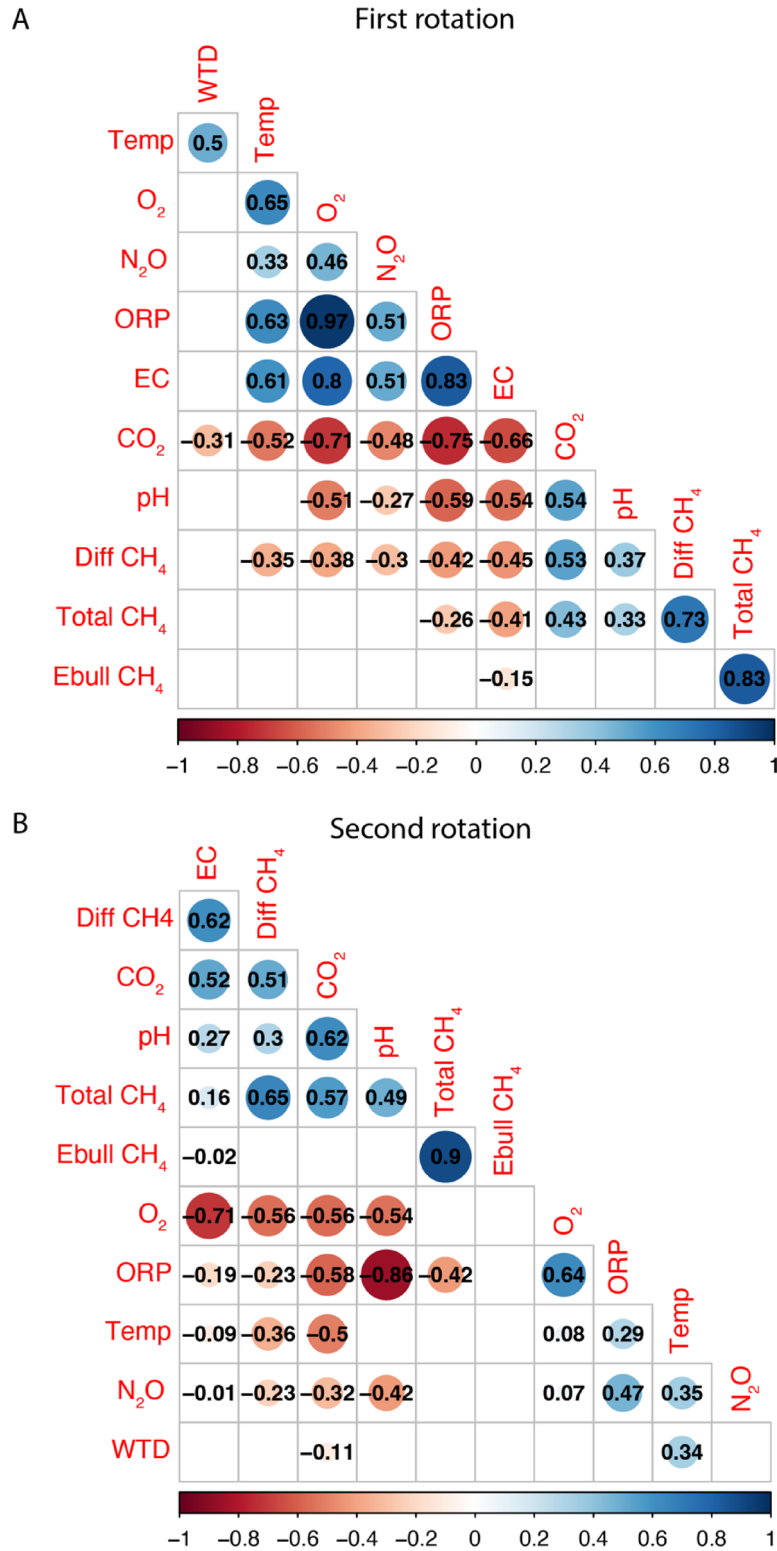 A
First rotation
WTD
Temp 0.5 Temp
O₂ 0.65 O₂
N₂O 0.33 0.46 N₂O
ORP 0.63 0.97 0.51 ORP
EC 0.61 0.8 0.51 0.83 EC
CO₂ −0.31 −0.52 −0.71 −0.48 −0.75 −0.66 CO₂
pH −0.51 −0.27 −0.59 −0.54 0.54 pH
Diff CH₄ −0.35 −0.38 −0.3 −0.42 −0.45 0.53 0.37 Diff CH₄
Total CH₄ −0.26 −0.41 0.43 0.33 0.73 Total CH₄
Ebull CH₄ −0.15 0.83
−1 −0.8 −0.6 −0.4 −0.2 0 0.2 0.4 0.6 0.8 1
B
Second rotation
EC
Diff CH4 0.62 Diff CH₄
CO₂ 0.52 0.51 CO₂
pH 0.27 0.3 0.62 pH
Total CH₄ 0.16 0.65 0.57 0.49 Total CH₄
Ebull CH₄ −0.02 0.9 Ebull CH₄
O₂ −0.71 −0.56 −0.56 −0.54 O₂
ORP −0.19 −0.23 −0.58 −0.86 −0.42 0.64 ORP
Temp −0.09 −0.36 −0.5 0.08 0.29 Temp
N₂O −0.01 −0.23 −0.32 −0.42 0.07 0.47 0.35 N₂O
WTD −0.11 0.34
−1 −0.8 −0.6 −0.4 −0.2 0 0.2 0.4 0.6 0.8 1